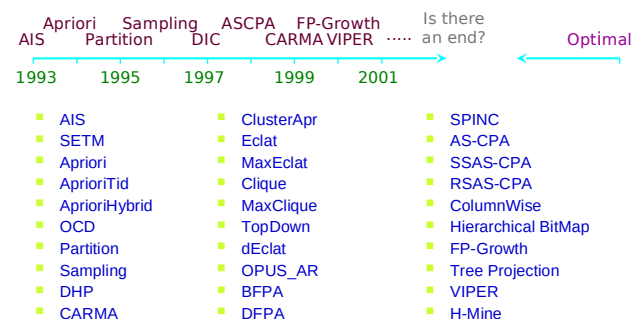 Apriori Sampling ASCPA FP-Growth Is there
AIS Partition DIC CARMA VIPER ..... an end? Optimal
1993 1995 1997 1999 2001
AIS
SETM
Apriori
AprioriTid
AprioriHybrid
OCD
Partition
Sampling
DHP
CARMA
ClusterApr
Eclat
MaxEclat
Clique
MaxClique
TopDown
dEclat
OPUS_AR
BFPA
DFPA
SPINC
AS-CPA
SSAS-CPA
RSAS-CPA
ColumnWise
Hierarchical BitMap
FP-Growth
Tree Projection
VIPER
H-Mine